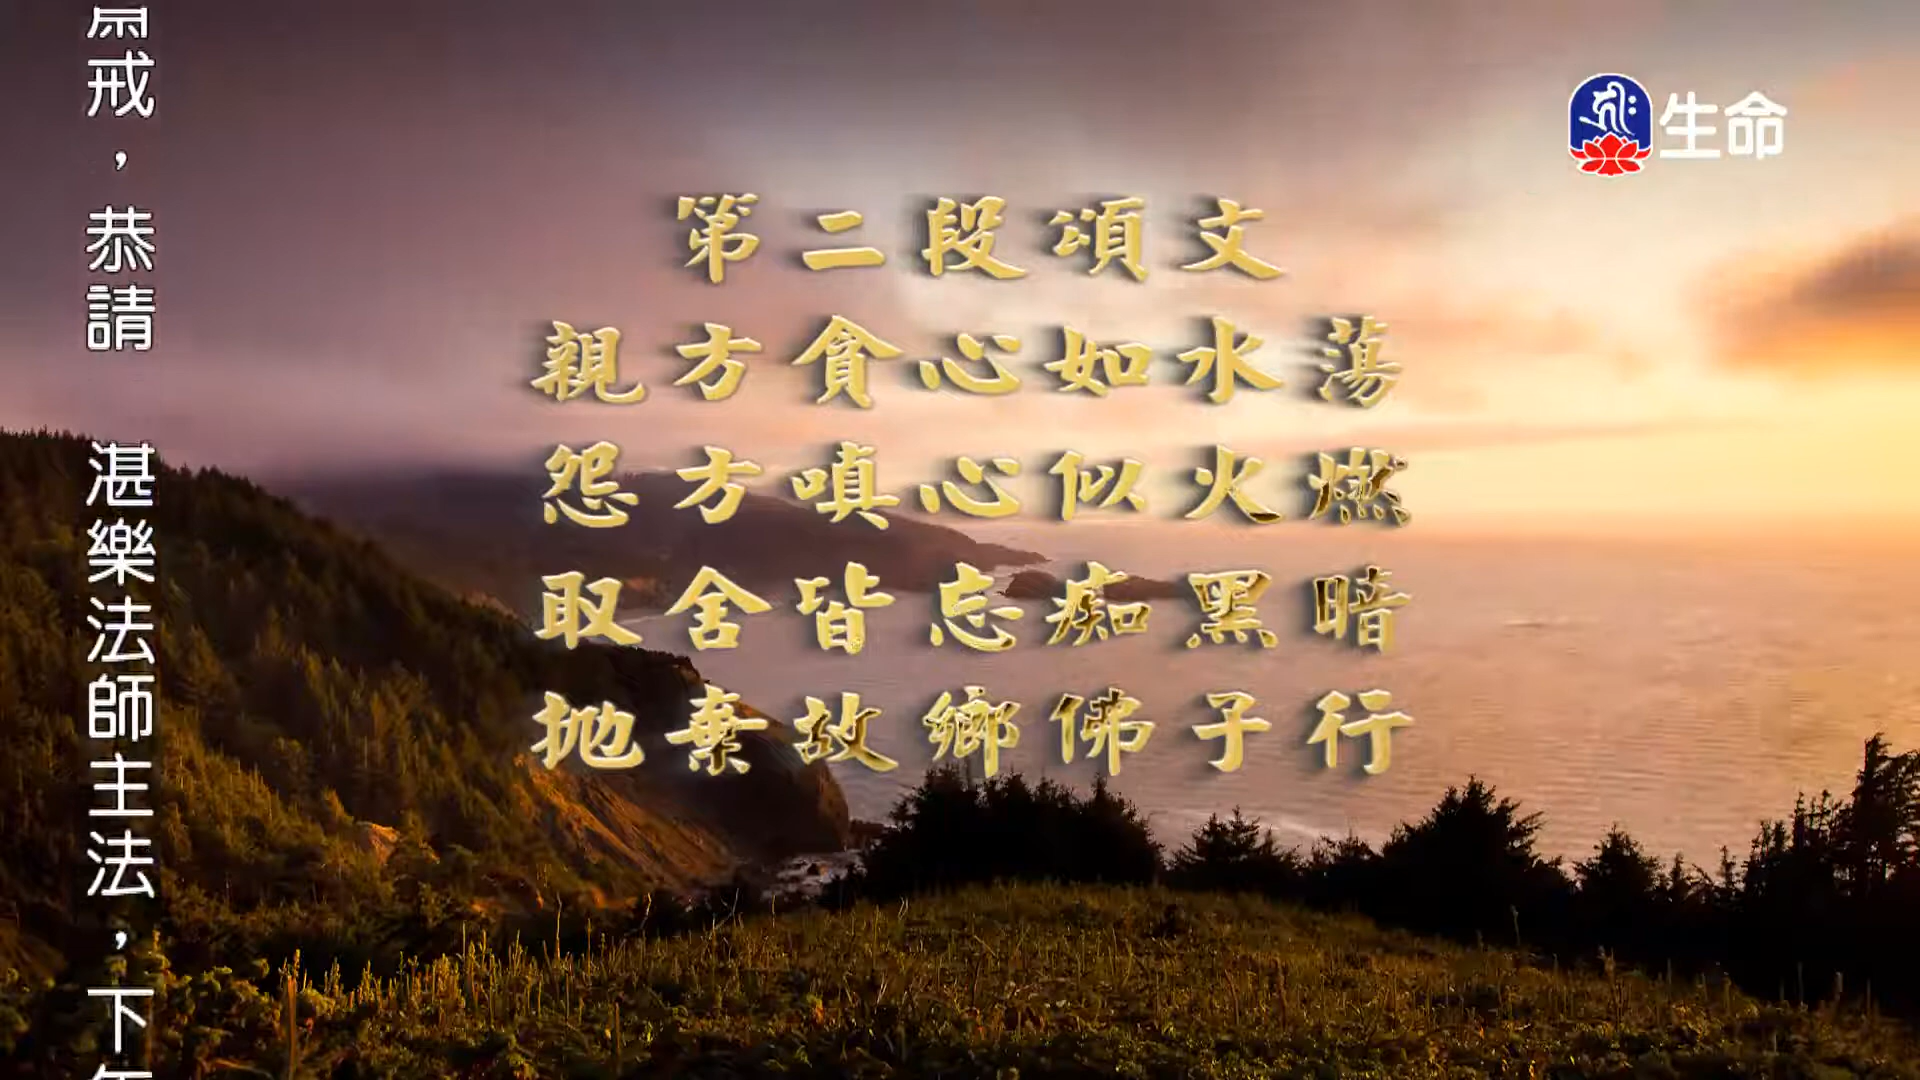 生命
第二段頌文
親方貪心如水蕩
怨方嗔心似火燃
取舍皆忘痴黑暗
拋棄故鄉佛子行
戒，恭請 湛樂法師主法，下